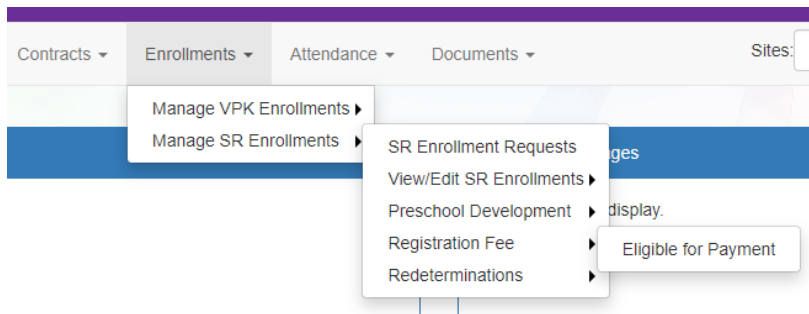 Contracts Enrollments Attendance Documents Sites:
Manage VPK Enrollments
Manage SR Enrollments
SR Enrollment Requests
ges
View/Edit SR Enrollments
Preschool Development
display.
Registration Fee
Eligible for Payment
Redeterminations